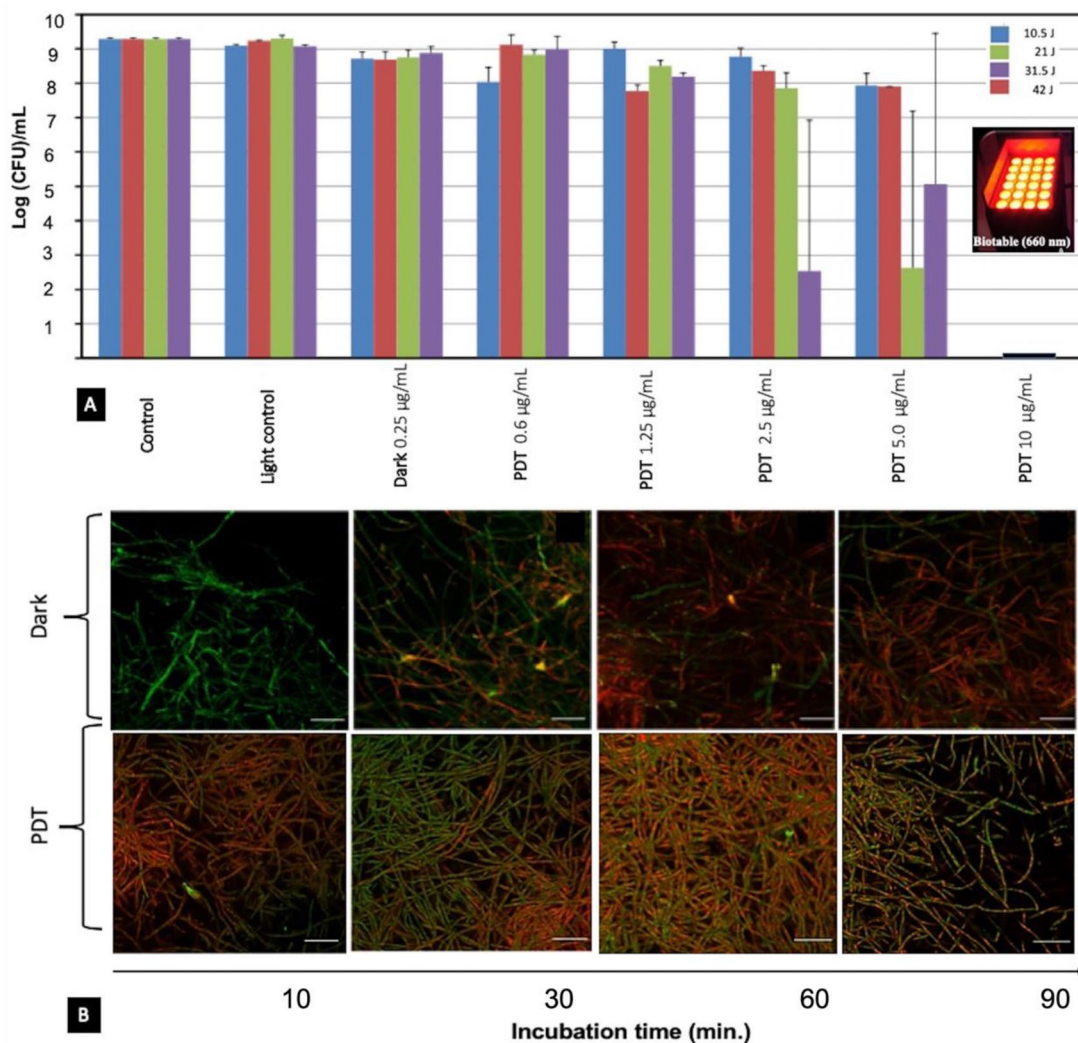 10
9
8
7
6
5
4
3
2
1
Log (CFU)/mL
10.5 J
21 J
31.5 J
42 J
Biotable (660 nm)
A
Control
Light control
Dark 0.25 µg/mL
PDT 0.6 µg/mL
PDT 1.25 µg/mL
PDT 2.5 µg/mL
PDT 5.0 µg/mL
PDT 10 µg/mL
Dark
PDT
10
30
60
90
B
Incubation time (min.)